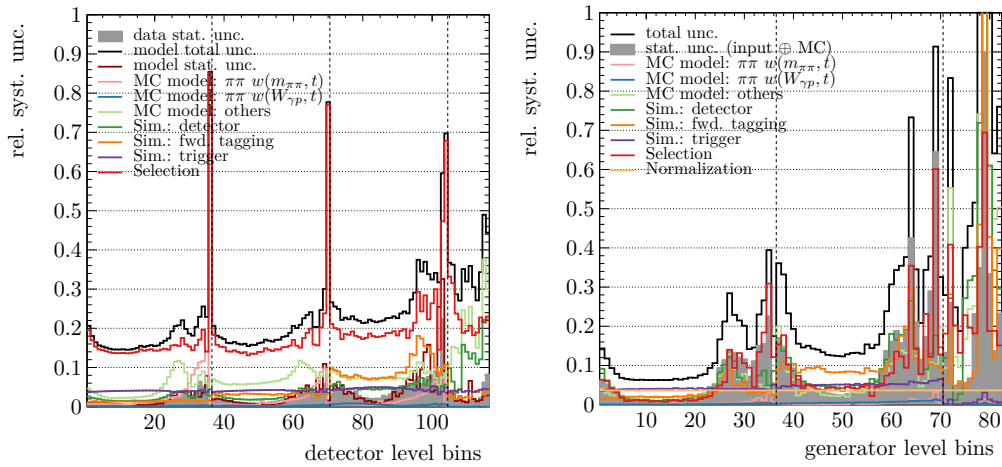 rel. syst. unc.
1
0.9
0.8
0.7
0.6
0.5
0.4
0.3
0.2
0.1
0
data stat. unc.
model total unc.
model stat. unc.
MC model: ππ w(m_ππ, t)
MC model: ππ w(W_γp, t)
MC model: others
Sim.: detector
Sim.: fwd. tagging
Sim.: trigger
Selection
20 40 60 80 100
detector level bins
rel. syst. unc.
1
0.9
0.8
0.7
0.6
0.5
0.4
0.3
0.2
0.1
0
total unc.
stat. unc. (input ⊕ MC)
MC model: ππ w(m_ππ, t)
MC model: ππ w(W_γp, t)
MC model: others
Sim.: detector
Sim.: fwd. tagging
Sim.: trigger
Selection
Normalization
10 20 30 40 50 60 70 80
generator level bins